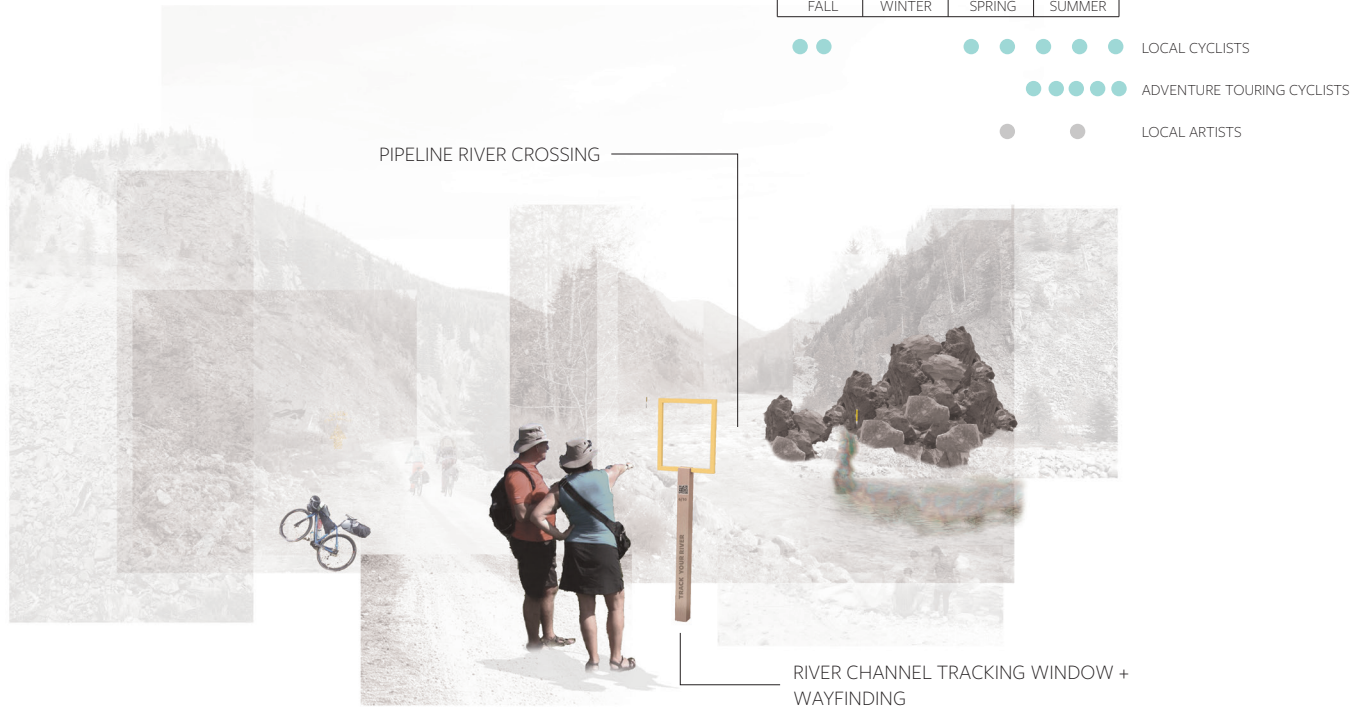 FALL WINTER SPRING SUMMER
LOCAL CYCLISTS
ADVENTURE TOURING CYCLISTS
LOCAL ARTISTS
PIPELINE RIVER CROSSING
TRACK YOUR RIVER
RIVER CHANNEL TRACKING WINDOW +
WAYFINDING